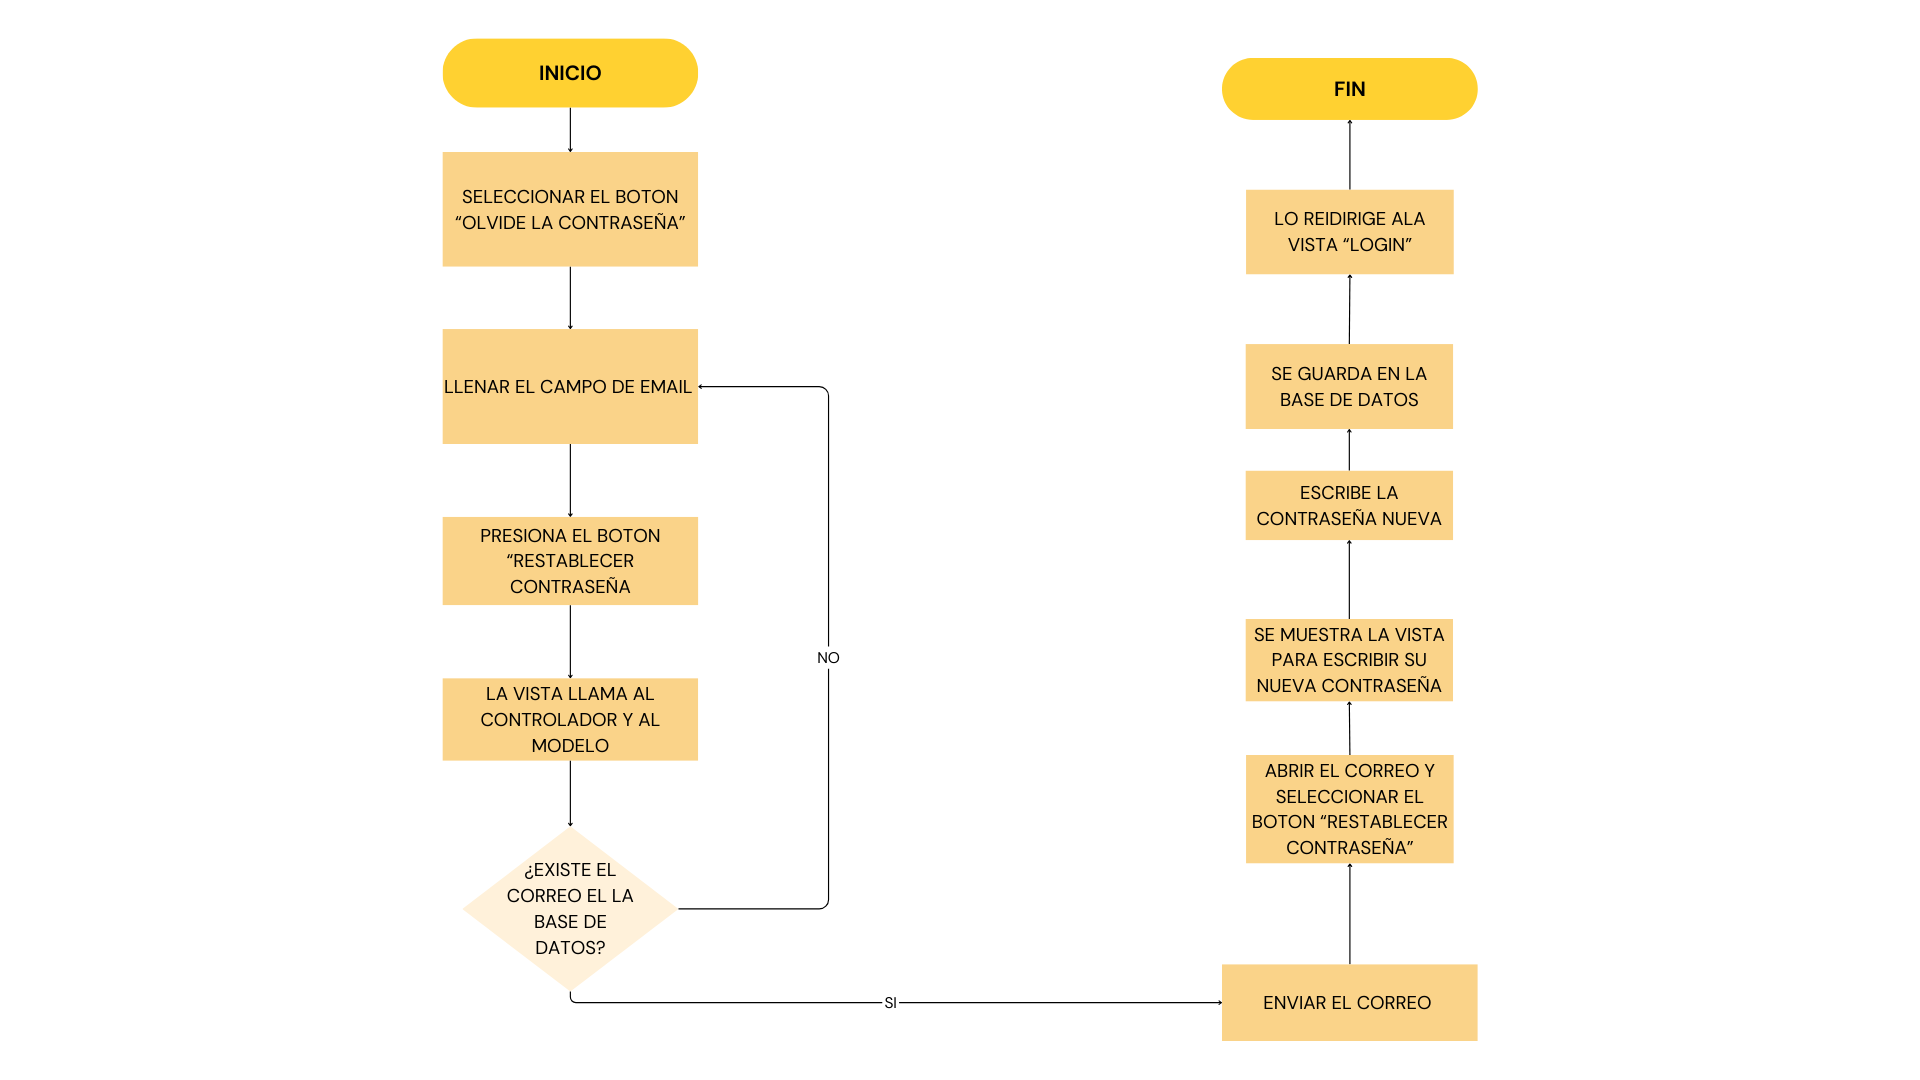 INICIO
SELECCIONAR EL BOTON
“OLVIDE LA CONTRASEÑA”
LLENAR EL CAMPO DE EMAIL
PRESIONA EL BOTON
“RESTABLECER
CONTRASEÑA
LA VISTA LLAMA AL
CONTROLADOR Y AL
MODELO
¿EXISTE EL
CORREO EL LA
BASE DE
DATOS?
NO
SI
ENVIAR EL CORREO
ABRIR EL CORREO Y
SELECCIONAR EL
BOTON “RESTABLECER
CONTRASEÑA”
SE MUESTRA LA VISTA
PARA ESCRIBIR SU
NUEVA CONTRASEÑA
ESCRIBE LA
CONTRASEÑA NUEVA
SE GUARDA EN LA
BASE DE DATOS
LO REIDIRIGE ALA
VISTA “LOGIN”
FIN